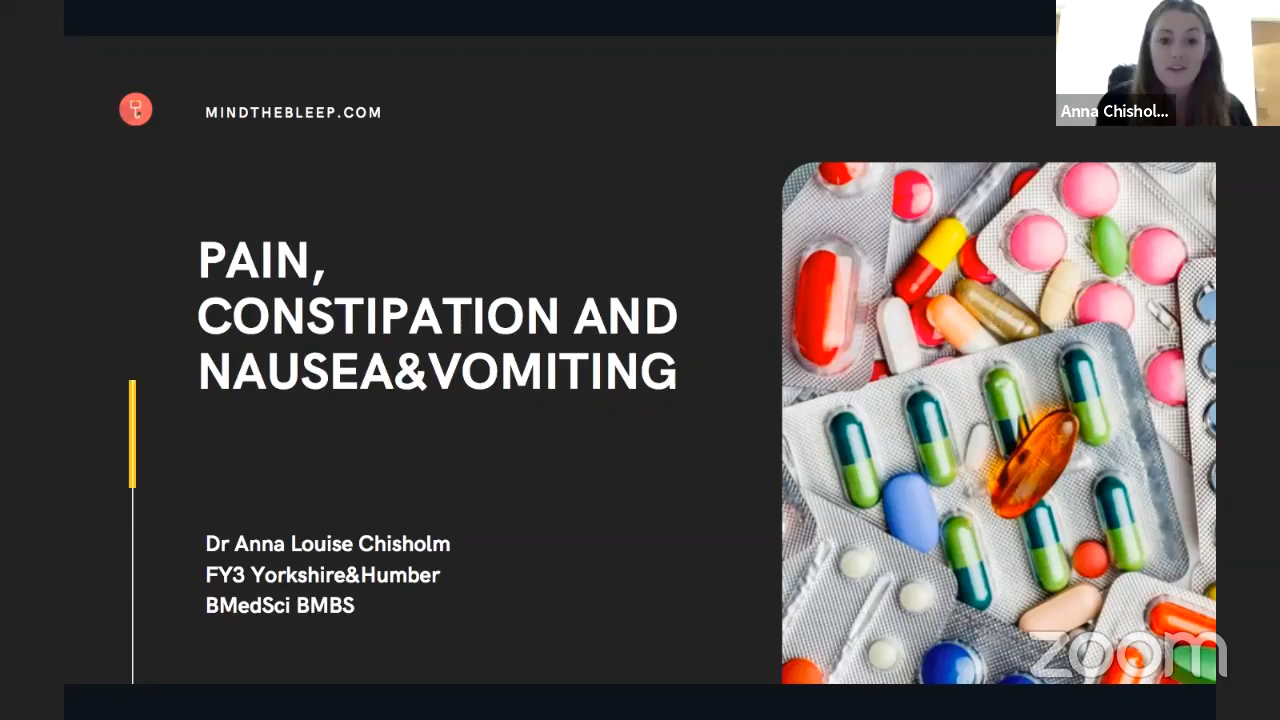 MINDTHEBLEEP.COM
Anna Chishol...
PAIN,
CONSTIPATION AND
NAUSEA&VOMITING
Dr Anna Louise Chisholm
FY3 Yorkshire&Humber
BMedSci BMBS
zoom